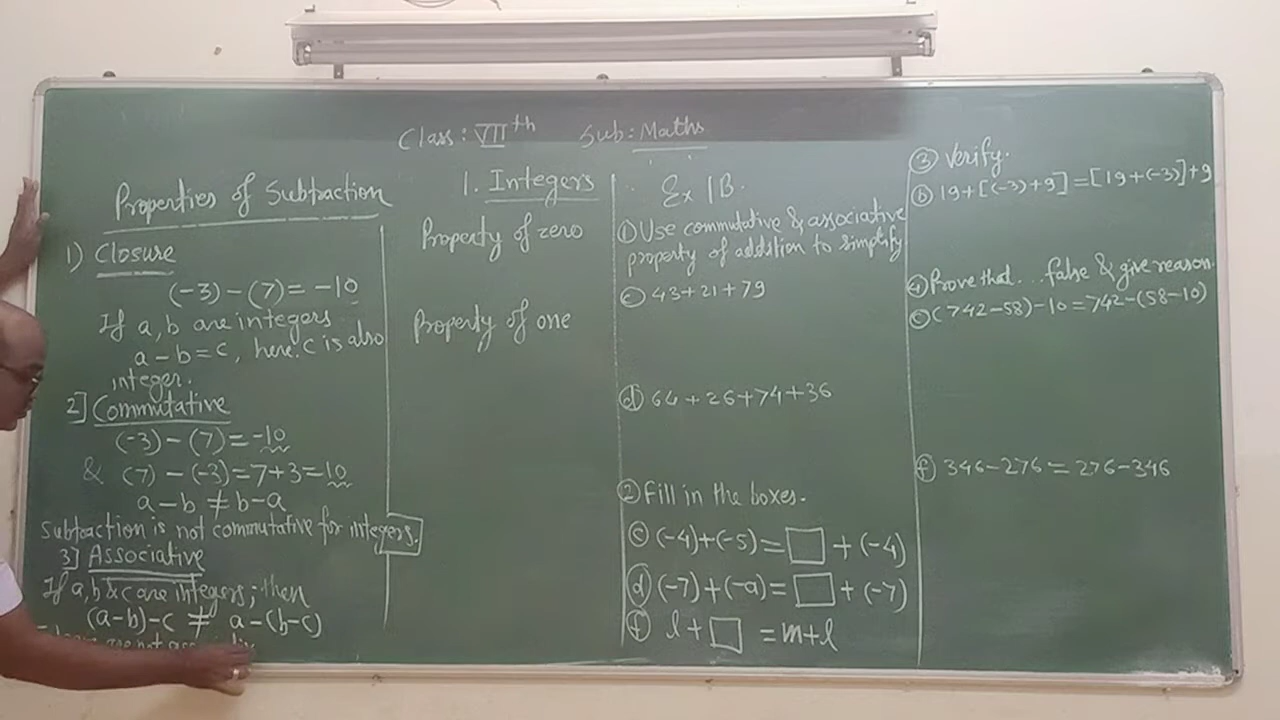 Class: VIIth Sub: Maths
1. Integers
Properties of Subtraction
1) Closure
(-3)-(7)= -10
If a,b are integers
a-b=c, here. c is also
integer.
2] Commutative
(-3)-(7)=-10
& (7)-(-3)=7+3=10
a-b ≠ b-a
Subtraction is not commutative for integers.
3] Associative
If a,b & c are integers; then
(a-b)-c ≠ a-(b-c)
are not
Property of zero
Property of one
Ex 1B.
① Use commutative & associative
property of addition to simplify
ⓒ 43+21+79
ⓓ 64+26+74+36
② Fill in the boxes.
ⓒ (-4)+(-5)=□+(-4)
ⓓ (-7)+(-a)=□+(-7)
ⓕ l+□ =m+l
③ Verify.
ⓑ 19+[(-3)+9]=[19+(-3)]+9
④ Prove that...false & give reason.
ⓒ (742-58)-10=742-(58-10)
ⓕ 346-276=276-346